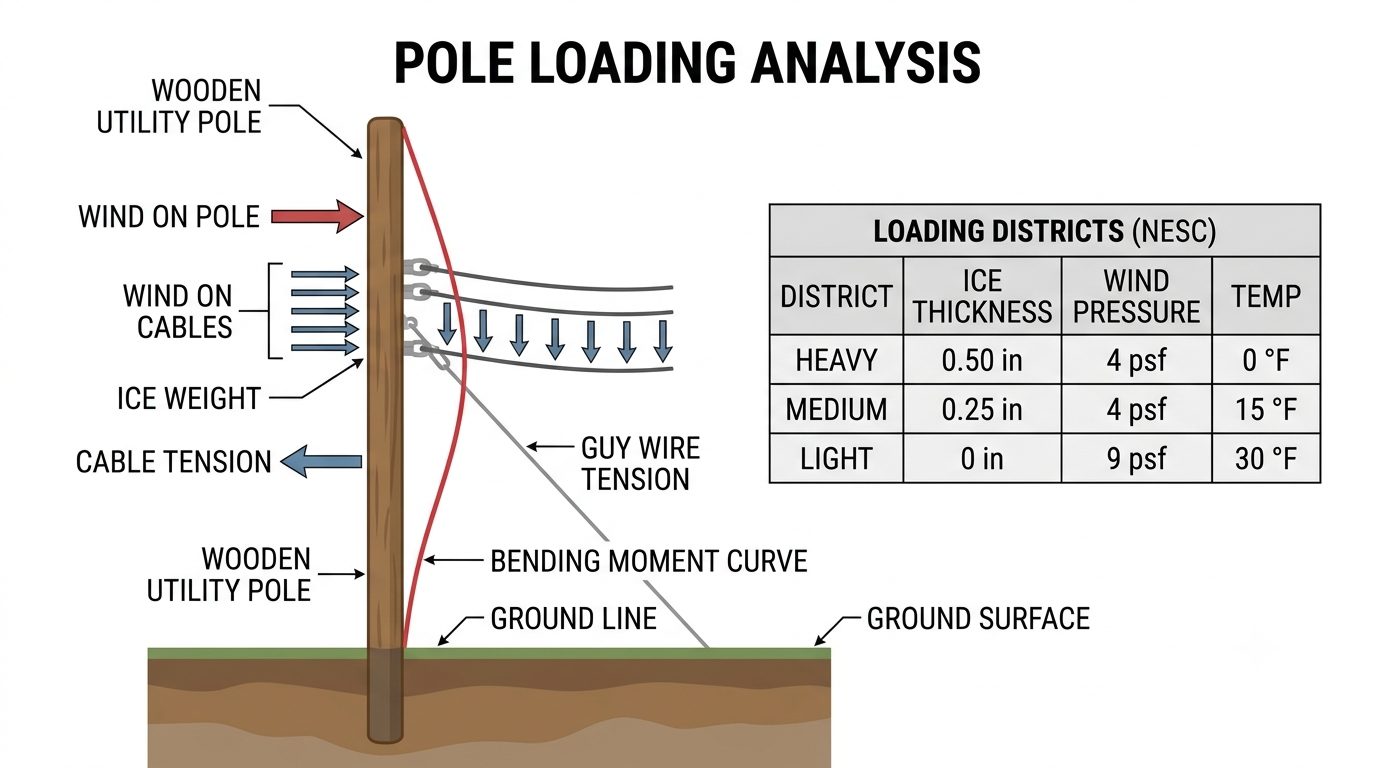 POLE LOADING ANALYSIS
WOODEN
UTILITY POLE
WIND ON POLE
WIND ON
CABLES
ICE WEIGHT
CABLE TENSION
WOODEN
UTILITY POLE
GUY WIRE
TENSION
BENDING MOMENT CURVE
GROUND LINE
GROUND SURFACE
LOADING DISTRICTS (NESC)
DISTRICT ICE THICKNESS WIND PRESSURE TEMP
HEAVY 0.50 in 4 psf 0 °F
MEDIUM 0.25 in 4 psf 15 °F
LIGHT 0 in 9 psf 30 °F